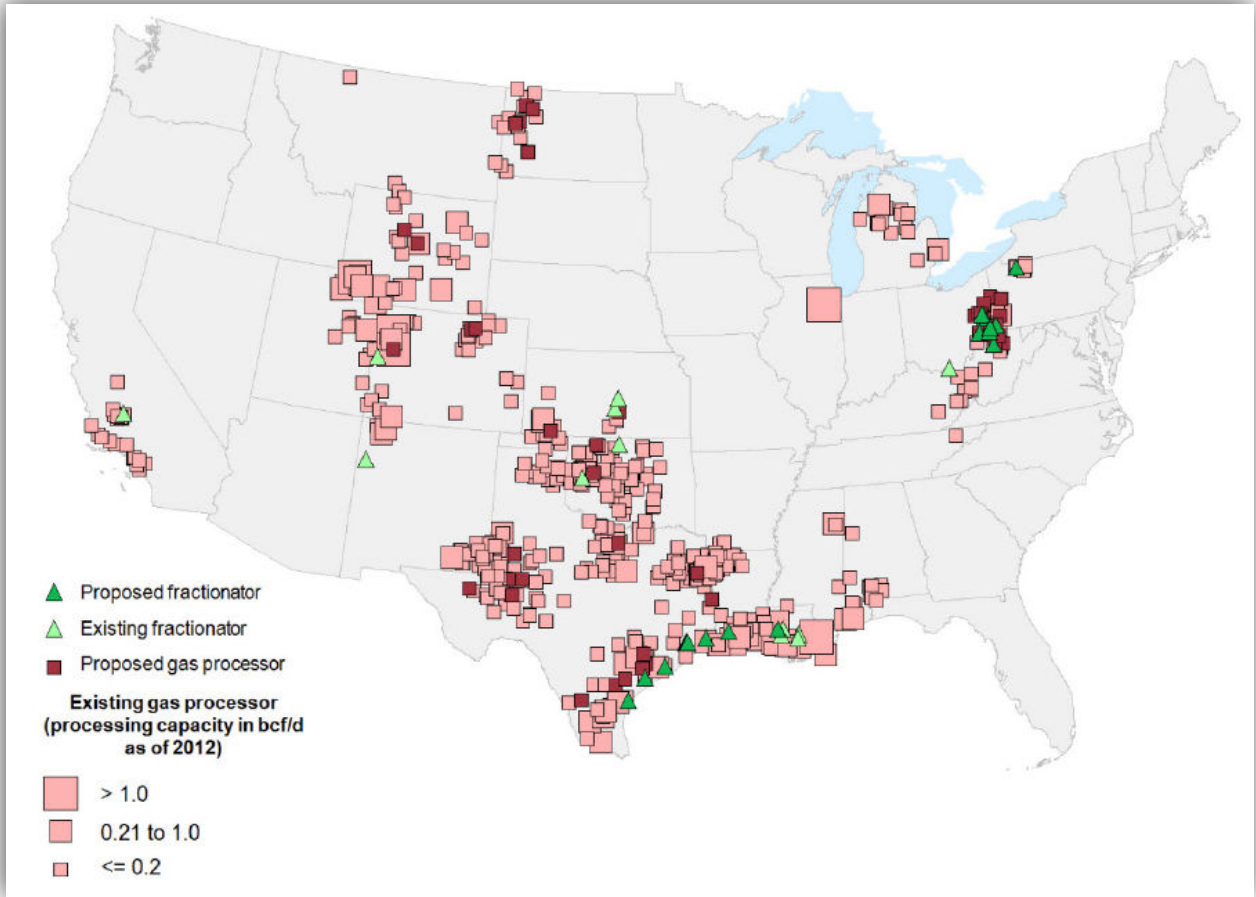 Proposed fractionator
Existing fractionator
Proposed gas processor
Existing gas processor
(processing capacity in bcf/d
as of 2012)
> 1.0
0.21 to 1.0
<= 0.2